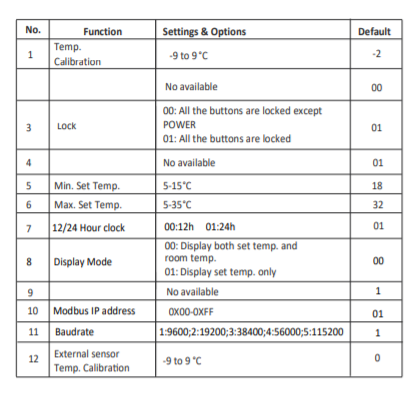 No. Function Settings & Options Default
1 Temp. Calibration -9 to 9°C -2
No available 00
3 Lock 00: All the buttons are locked except
POWER
01: All the buttons are locked 01
4 No available 01
5 Min. Set Temp. 5-15°C 18
6 Max. Set Temp. 5-35°C 32
7 12/24 Hour clock 00:12h 01:24h 01
8 Display Mode 00: Display both set temp. and
room temp.
01: Display set temp. only 00
9 No available 1
10 Modbus IP address 0X00-0XFF 01
11 Baudrate 1:9600;2:19200;3:38400;4:56000;5:115200 1
12 External sensor
Temp. Calibration -9 to 9°C 0